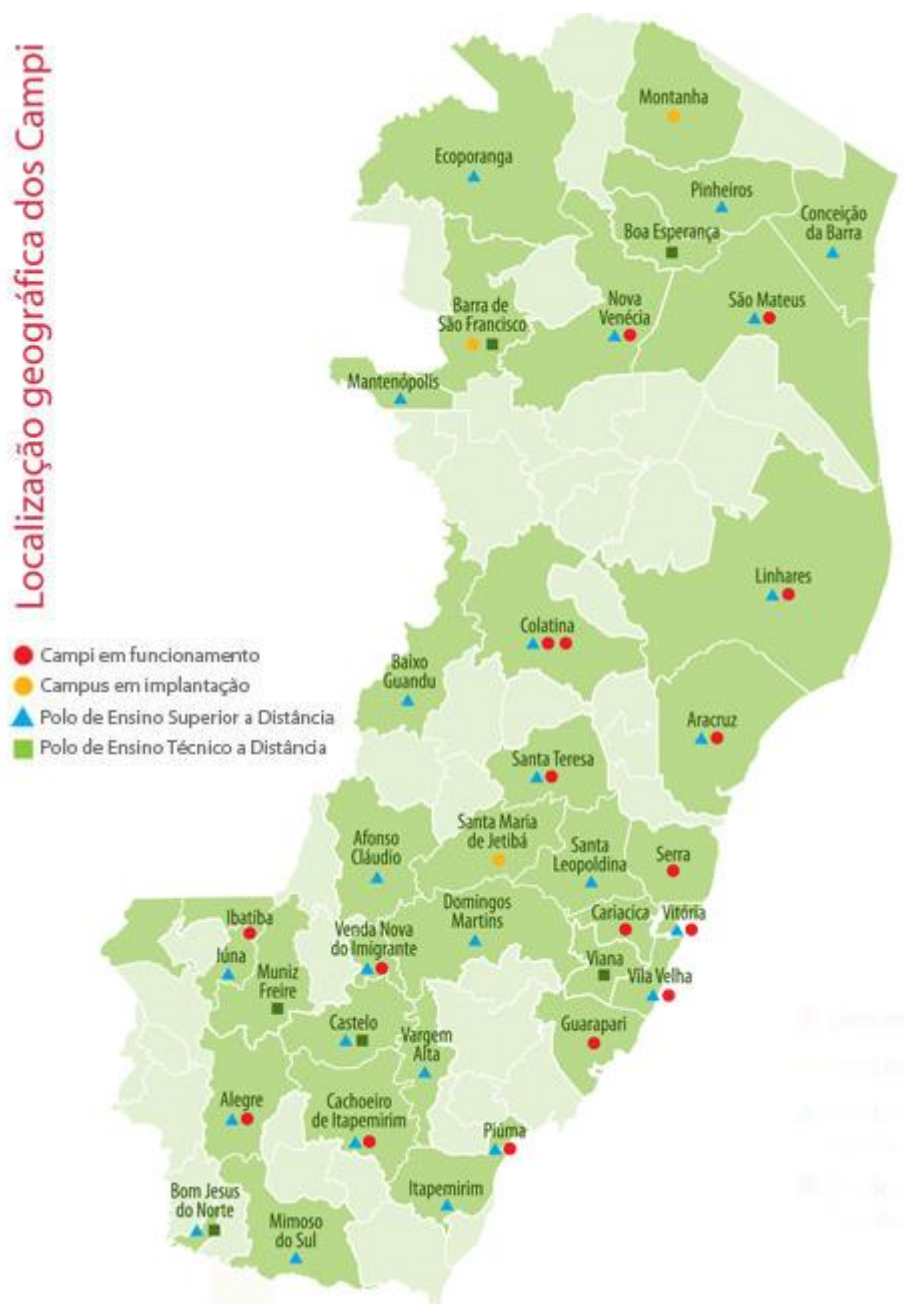 Localização geográfica dos Campi
Campi em funcionamento
Campus em implantação
Polo de Ensino Superior a Distância
Polo de Ensino Técnico a Distância
Montanha
Ecoporanga
Pinheiros
Conceição
da Barra
Boa Esperança
Barra de
São Francisco
Nova
Venécia
São Mateus
Mantenópolis
Linhares
Colatina
Baixo
Guandu
Aracruz
Santa Teresa
Afonso
Cláudio
Santa Maria
de Jetibá
Santa
Leopoldina
Serra
Ibatiba
Venda Nova
do Imigrante
Domingos
Martins
Cariacica
Vitória
Iúna
Muniz
Freire
Viana
Vila Velha
Castelo
Vargem
Alta
Guarapari
Alegre
Cachoeiro
de Itapemirim
Piúma
Bom Jesus
do Norte
Itapemirim
Mimoso
do Sul